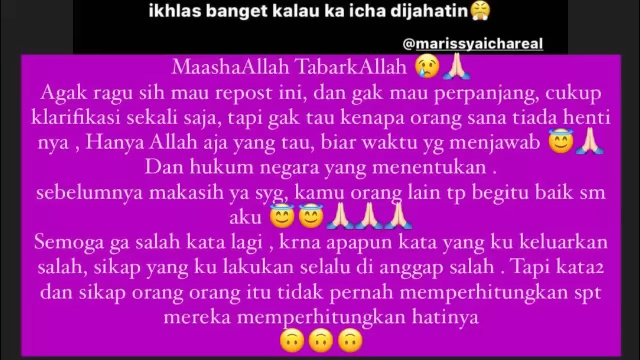 ikhlas banget kalau ka icha dijahatin😤
@marissyaichareal
MaashaAllah TabarkAllah 😢🙏🏻
Agak ragu sih mau repost ini, dan gak mau perpanjang, cukup
klarifikasi sekali saja, tapi gak tau kenapa orang sana tiada henti
nya , Hanya Allah aja yang tau, biar waktu yg menjawab 😇🙏🏻
Dan hukum negara yang menentukan .
sebelumnya makasih ya syg, kamu orang lain tp begitu baik sm
aku 😇😇🙏🏻🙏🏻🙏🏻
Semoga ga salah kata lagi , krna apapun kata yang ku keluarkan
salah, sikap yang ku lakukan selalu di anggap salah . Tapi kata2
dan sikap orang orang itu tidak pernah memperhitungkan spt
mereka memperhitungkan hatinya
🙃🙃🙃